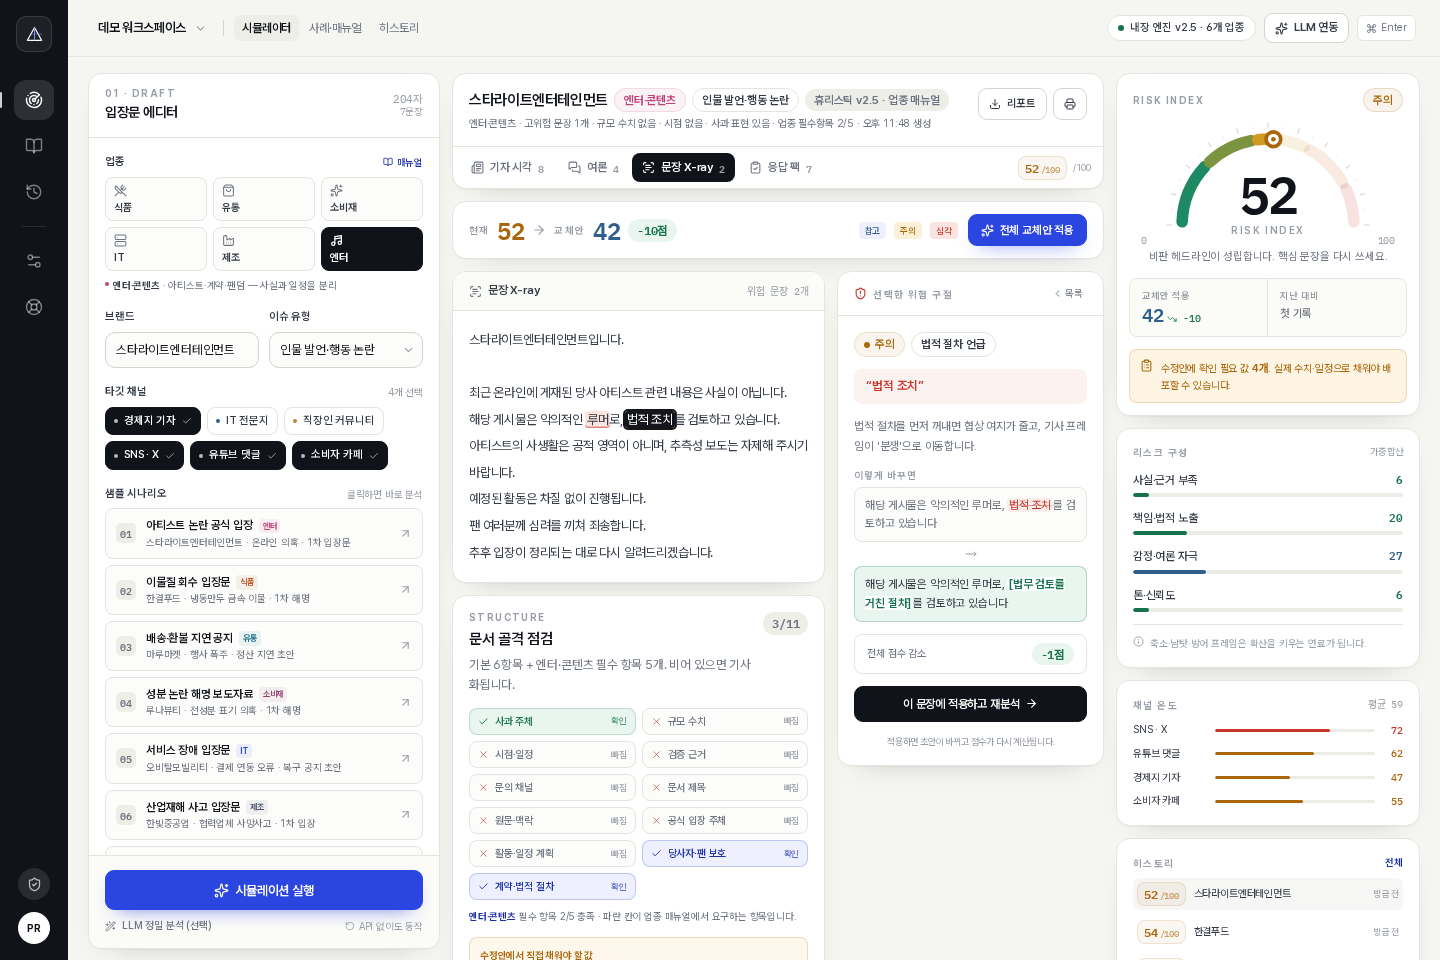 데모 워크스페이스
시뮬레이터
사례·매뉴얼
히스토리
내장 엔진 v2.5 · 6개 업종
LLM 연동
⌘ Enter
01 · DRAFT
입장문 에디터
204자
7문장
업종
매뉴얼
식품
유통
소비재
IT
제조
엔터
엔터·콘텐츠 · 아티스트·계약·팬덤 — 사실과 일정을 분리
브랜드
이슈 유형
스타라이트엔터테인먼트
인물 발언·행동 논란
타깃 채널
4개 선택
경제지 기자
IT 전문지
직장인 커뮤니티
SNS · X
유튜브 댓글
소비자 카페
샘플 시나리오
클릭하면 바로 분석
01
아티스트 논란 공식 입장 엔터
스타라이트엔터테인먼트 · 온라인 의혹 · 1차 입장문
02
이물질 회수 입장문 식품
한결푸드 · 냉동만두 금속 이물 · 1차 해명
03
배송·환불 지연 공지 유통
마루마켓 · 행사 폭주 · 정산 지연 초안
04
성분 논란 해명 보도자료 소비재
루나뷰티 · 전성분 표기 의혹 · 1차 해명
05
서비스 장애 입장문 IT
오비탈모빌리티 · 결제 연동 오류 · 복구 공지 초안
06
산업재해 사고 입장문 제조
한빛중공업 · 협력업체 사망사고 · 1차 입장
시뮬레이션 실행
LLM 정밀 분석 (선택)
API 없이도 동작
PR
스타라이트엔터테인먼트
엔터·콘텐츠
인물 발언·행동 논란
휴리스틱 v2.5 · 업종 매뉴얼
엔터·콘텐츠 · 고위험 문장 1개 · 규모 수치 없음 · 시점 없음 · 사과 표현 있음 · 업종 필수항목 2/5 · 오후 11:48 생성
리포트
기자 시각 8
여론 4
문장 X-ray 2
응답 팩 7
52 /100
/100
현재 52 → 교체안 42 -10점
참고
주의
심각
전체 교체안 적용
문장 X-ray
위험 문장 2개
스타라이트엔터테인먼트입니다.
최근 온라인에 게재된 당사 아티스트 관련 내용은 사실이 아닙니다.
해당 게시물은 악의적인 루머로, 법적 조치를 검토하고 있습니다.
아티스트의 사생활은 공적 영역이 아니며, 추측성 보도는 자제해 주시기
바랍니다.
예정된 활동은 차질 없이 진행됩니다.
팬 여러분께 심려를 끼쳐 죄송합니다.
추후 입장이 정리되는 대로 다시 알려드리겠습니다.
STRUCTURE
문서 골격 점검
3/11
기본 6항목 + 엔터·콘텐츠 필수 항목 5개. 비어 있으면 기사
화됩니다.
사과 주체 확인
규모 수치 빠짐
시점·일정 빠짐
검증 근거 빠짐
문의 채널 빠짐
문서 제목 빠짐
원문·맥락 빠짐
공식 입장 주체 빠짐
활동·일정 계획 빠짐
당사자·팬 보호 확인
계약·법적 절차 확인
엔터·콘텐츠 필수 항목 2/5 충족 · 파란 칸이 업종 매뉴얼에서 요구하는 항목입니다.
수정안에서 직접 채워야 할 값
선택한 위험 구절
목록
주의
법적 절차 언급
“법적 조치”
법적 절차를 먼저 꺼내면 협상 여지가 줄고, 기사 프레
임이 '분쟁'으로 이동합니다.
이렇게 바꾸면
해당 게시물은 악의적인 루머로, 법적 조치를 검
토하고 있습니다
→
해당 게시물은 악의적인 루머로, [법무 검토를
거친 절차]를 검토하고 있습니다
전체 점수 감소
-1점
이 문장에 적용하고 재분석 →
적용하면 초안이 바뀌고 점수가 다시 계산됩니다.
RISK INDEX
주의
52
RISK INDEX
0
100
비판 헤드라인이 성립합니다. 핵심 문장을 다시 쓰세요.
교체안 적용
42 -10
지난 대비
첫 기록
수정안에 확인 필요 값 4개. 실제 수치·일정으로 채워야 배
포할 수 있습니다.
리스크 구성
가중합산
사실·근거 부족 6
책임·법적 노출 20
감정·여론 자극 27
톤·신뢰도 6
축소·남탓·방어 프레임은 확산을 키우는 연료가 됩니다.
채널 온도
평균 59
SNS · X 72
유튜브 댓글 62
경제지 기자 47
소비자 카페 55
히스토리
전체
52 /100 스타라이트엔터테인먼트 방금 전
54 /100 한결푸드 방금 전